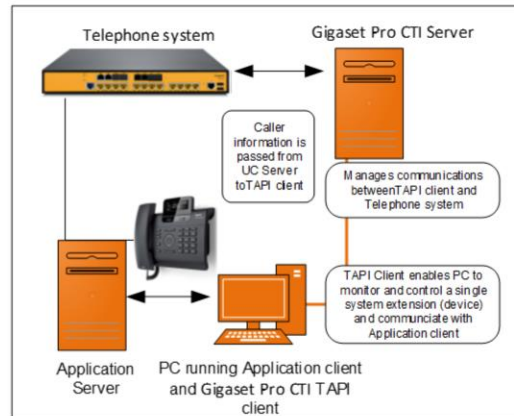 Telephone system
Gigaset Pro CTI Server
Caller
information is
passed from
UC Server
toTAPI client
Manages communications
betweenTAPI client and
Telephone system
TAPI Client enables PC to
monitor and control a single
system extension (device)
and communciate with
Application client
Application
Server
PC running Application client
and Gigaset Pro CTI TAPI
client